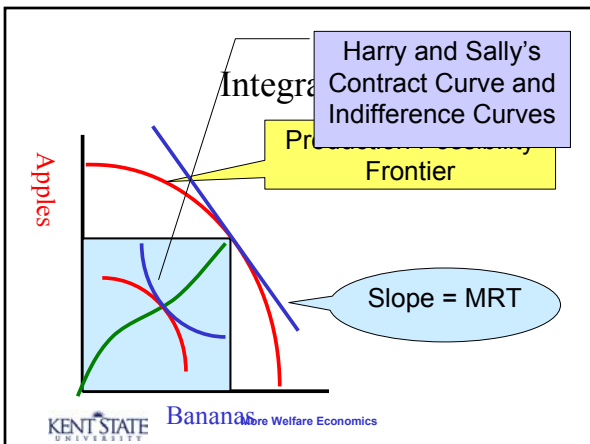 Harry and Sally's
Contract Curve and
Indifference Curves
Integra
Frontier
Apples
Slope = MRT
Bananas
More Welfare Economics
KENT STATE
UNIVERSITY